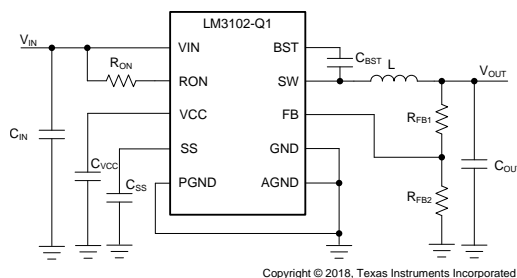 LM3102-Q1
VIN
RON
VCC
SS
PGND
BST
SW
FB
GND
AGND
VIN
RON
CIN
CVCC
CSS
CBST
L
VOUT
RFB1
RFB2
COU
Copyright © 2018, Texas Instruments Incorporated